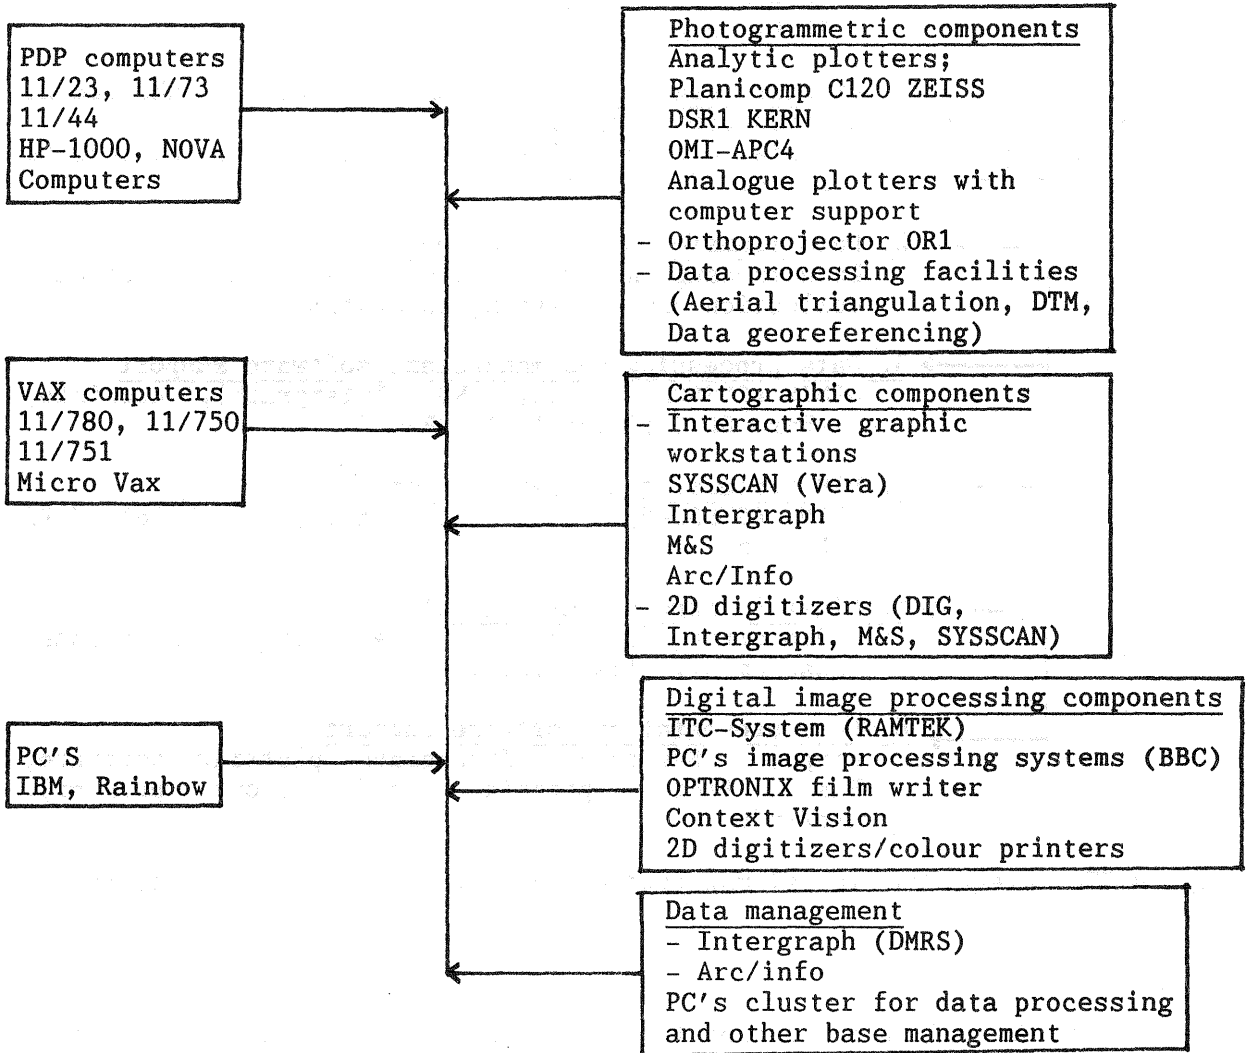 PDP computers
11/23, 11/73
11/44
HP-1000, NOVA
Computers
VAX computers
11/780, 11/750
11/751
Micro Vax
PC'S
IBM, Rainbow
Photogrammetric components
Analytic plotters;
Planicomp C120 ZEISS
DSR1 KERN
OMI-APC4
Analogue plotters with
computer support
- Orthoprojector OR1
- Data processing facilities
(Aerial triangulation, DTM,
Data georeferencing)
Cartographic components
- Interactive graphic
workstations
SYSSCAN (Vera)
Intergraph
M&S
Arc/Info
- 2D digitizers (DIG,
Intergraph, M&S, SYSSCAN)
Digital image processing components
ITC-System (RAMTEK)
PC's image processing systems (BBC)
OPTRONIX film writer
Context Vision
2D digitizers/colour printers
Data management
- Intergraph (DMRS)
- Arc/info
PC's cluster for data processing
and other base management